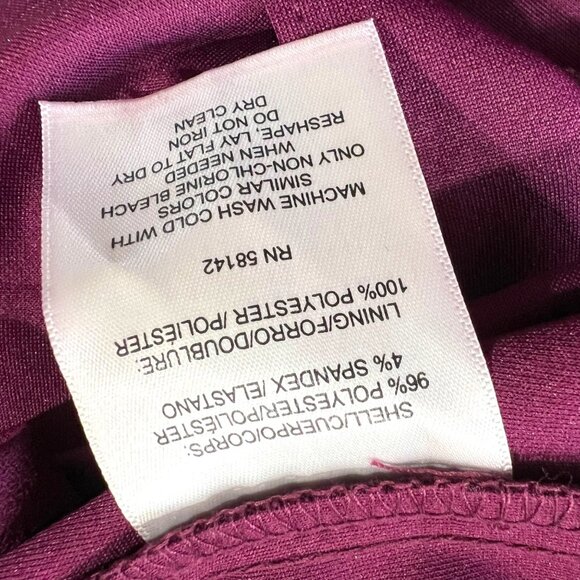 SHELL/CUERPO/CORPS:
96% POLYESTER/POLIÉSTER
4% SPANDEX /ELASTANO
LINING/FORRO/DOUBLURE:
100% POLYESTER /POLIÉSTER
RN 58142
MACHINE WASH COLD WITH
SIMILAR COLORS
ONLY NON-CHLORINE BLEACH
WHEN NEEDED
RESHAPE, LAY FLAT TO DRY
DO NOT IRON
DRY CLEAN